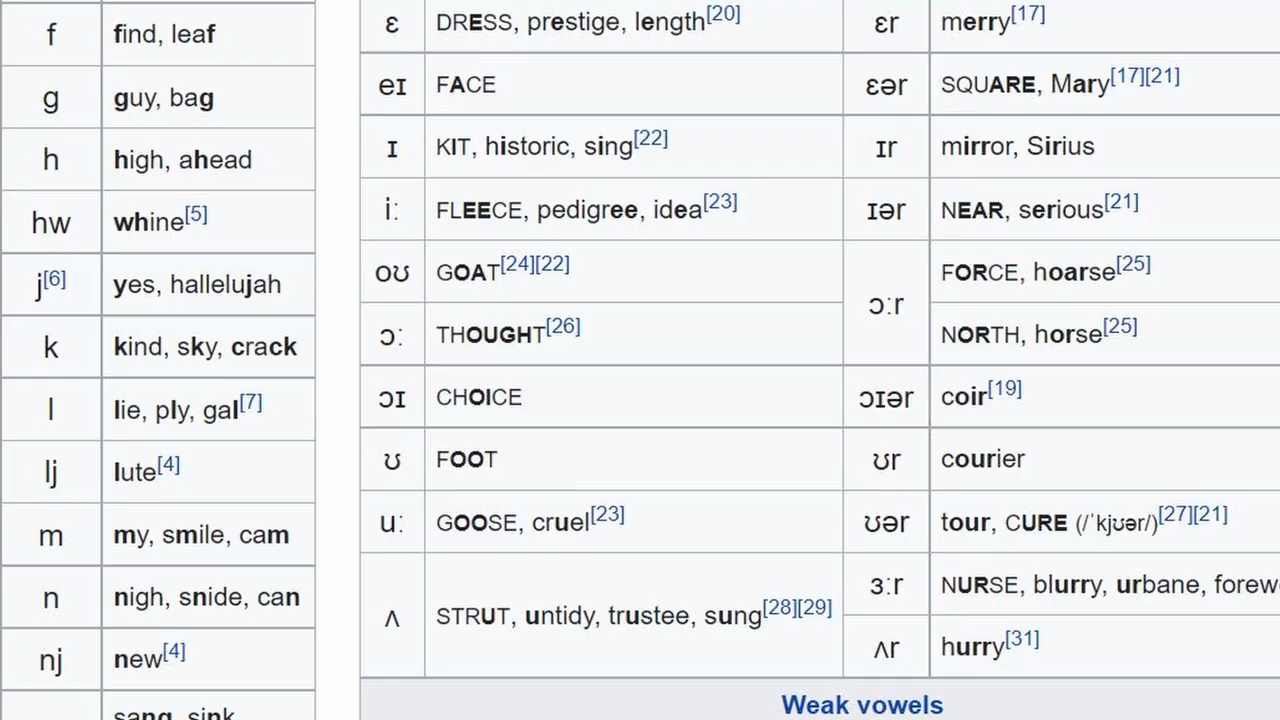 f find, leaf
g guy, bag
h high, ahead
hw whine[5]
j[6] yes, hallelujah
k kind, sky, crack
l lie, ply, gal[7]
lj lute[4]
m my, smile, cam
n nigh, snide, can
nj new[4]
sang, sink
ɛ DRESS, prestige, length[20] ɛr merry[17]
eɪ FACE ɛər SQUARE, Mary[17][21]
ɪ KIT, historic, sing[22] ɪr mirror, Sirius
iː FLEECE, pedigree, idea[23] ɪər NEAR, serious[21]
oʊ GOAT[24][22] ɔːr FORCE, hoarse[25]
ɔː THOUGHT[26] NORTH, horse[25]
ɔɪ CHOICE ɔɪər coir[19]
ʊ FOOT ʊr courier
uː GOOSE, cruel[23] ʊər tour, CURE (/ˈkjʊər/)[27][21]
ʌ STRUT, untidy, trustee, sung[28][29] ɜːr NURSE, blurry, urbane, forew
ʌr hurry[31]
Weak vowels